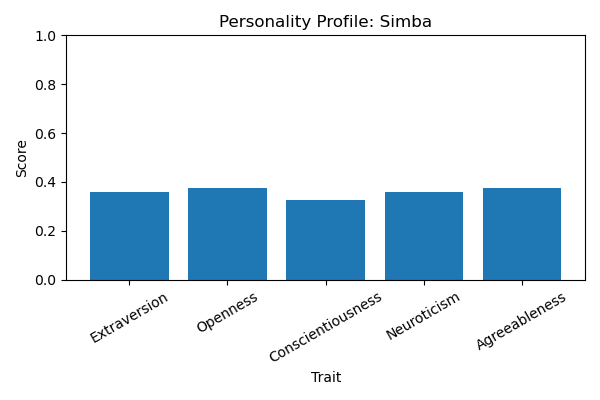 Personality Profile: Simba
1.0
0.8
0.6
0.4
0.2
0.0
Score
Extraversion
Openness
Conscientiousness
Neuroticism
Agreeableness
Trait